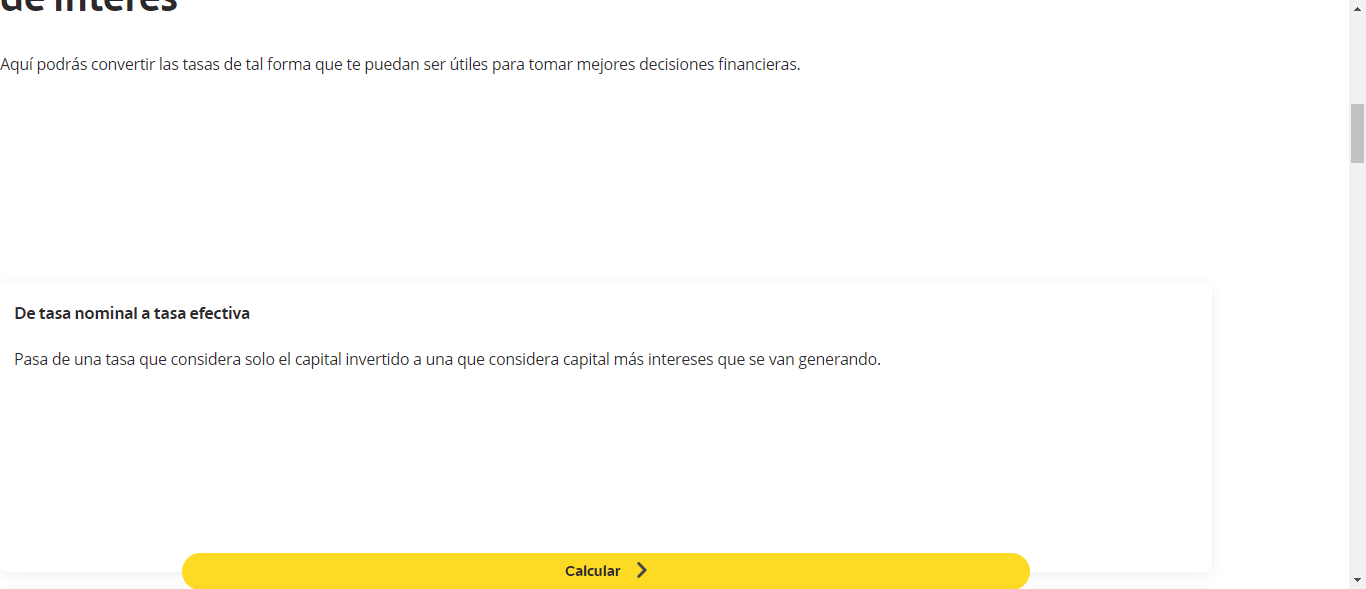 de interés
Aquí podrás convertir las tasas de tal forma que te puedan ser útiles para tomar mejores decisiones financieras.
De tasa nominal a tasa efectiva
Pasa de una tasa que considera solo el capital invertido a una que considera capital más intereses que se van generando.
Calcular